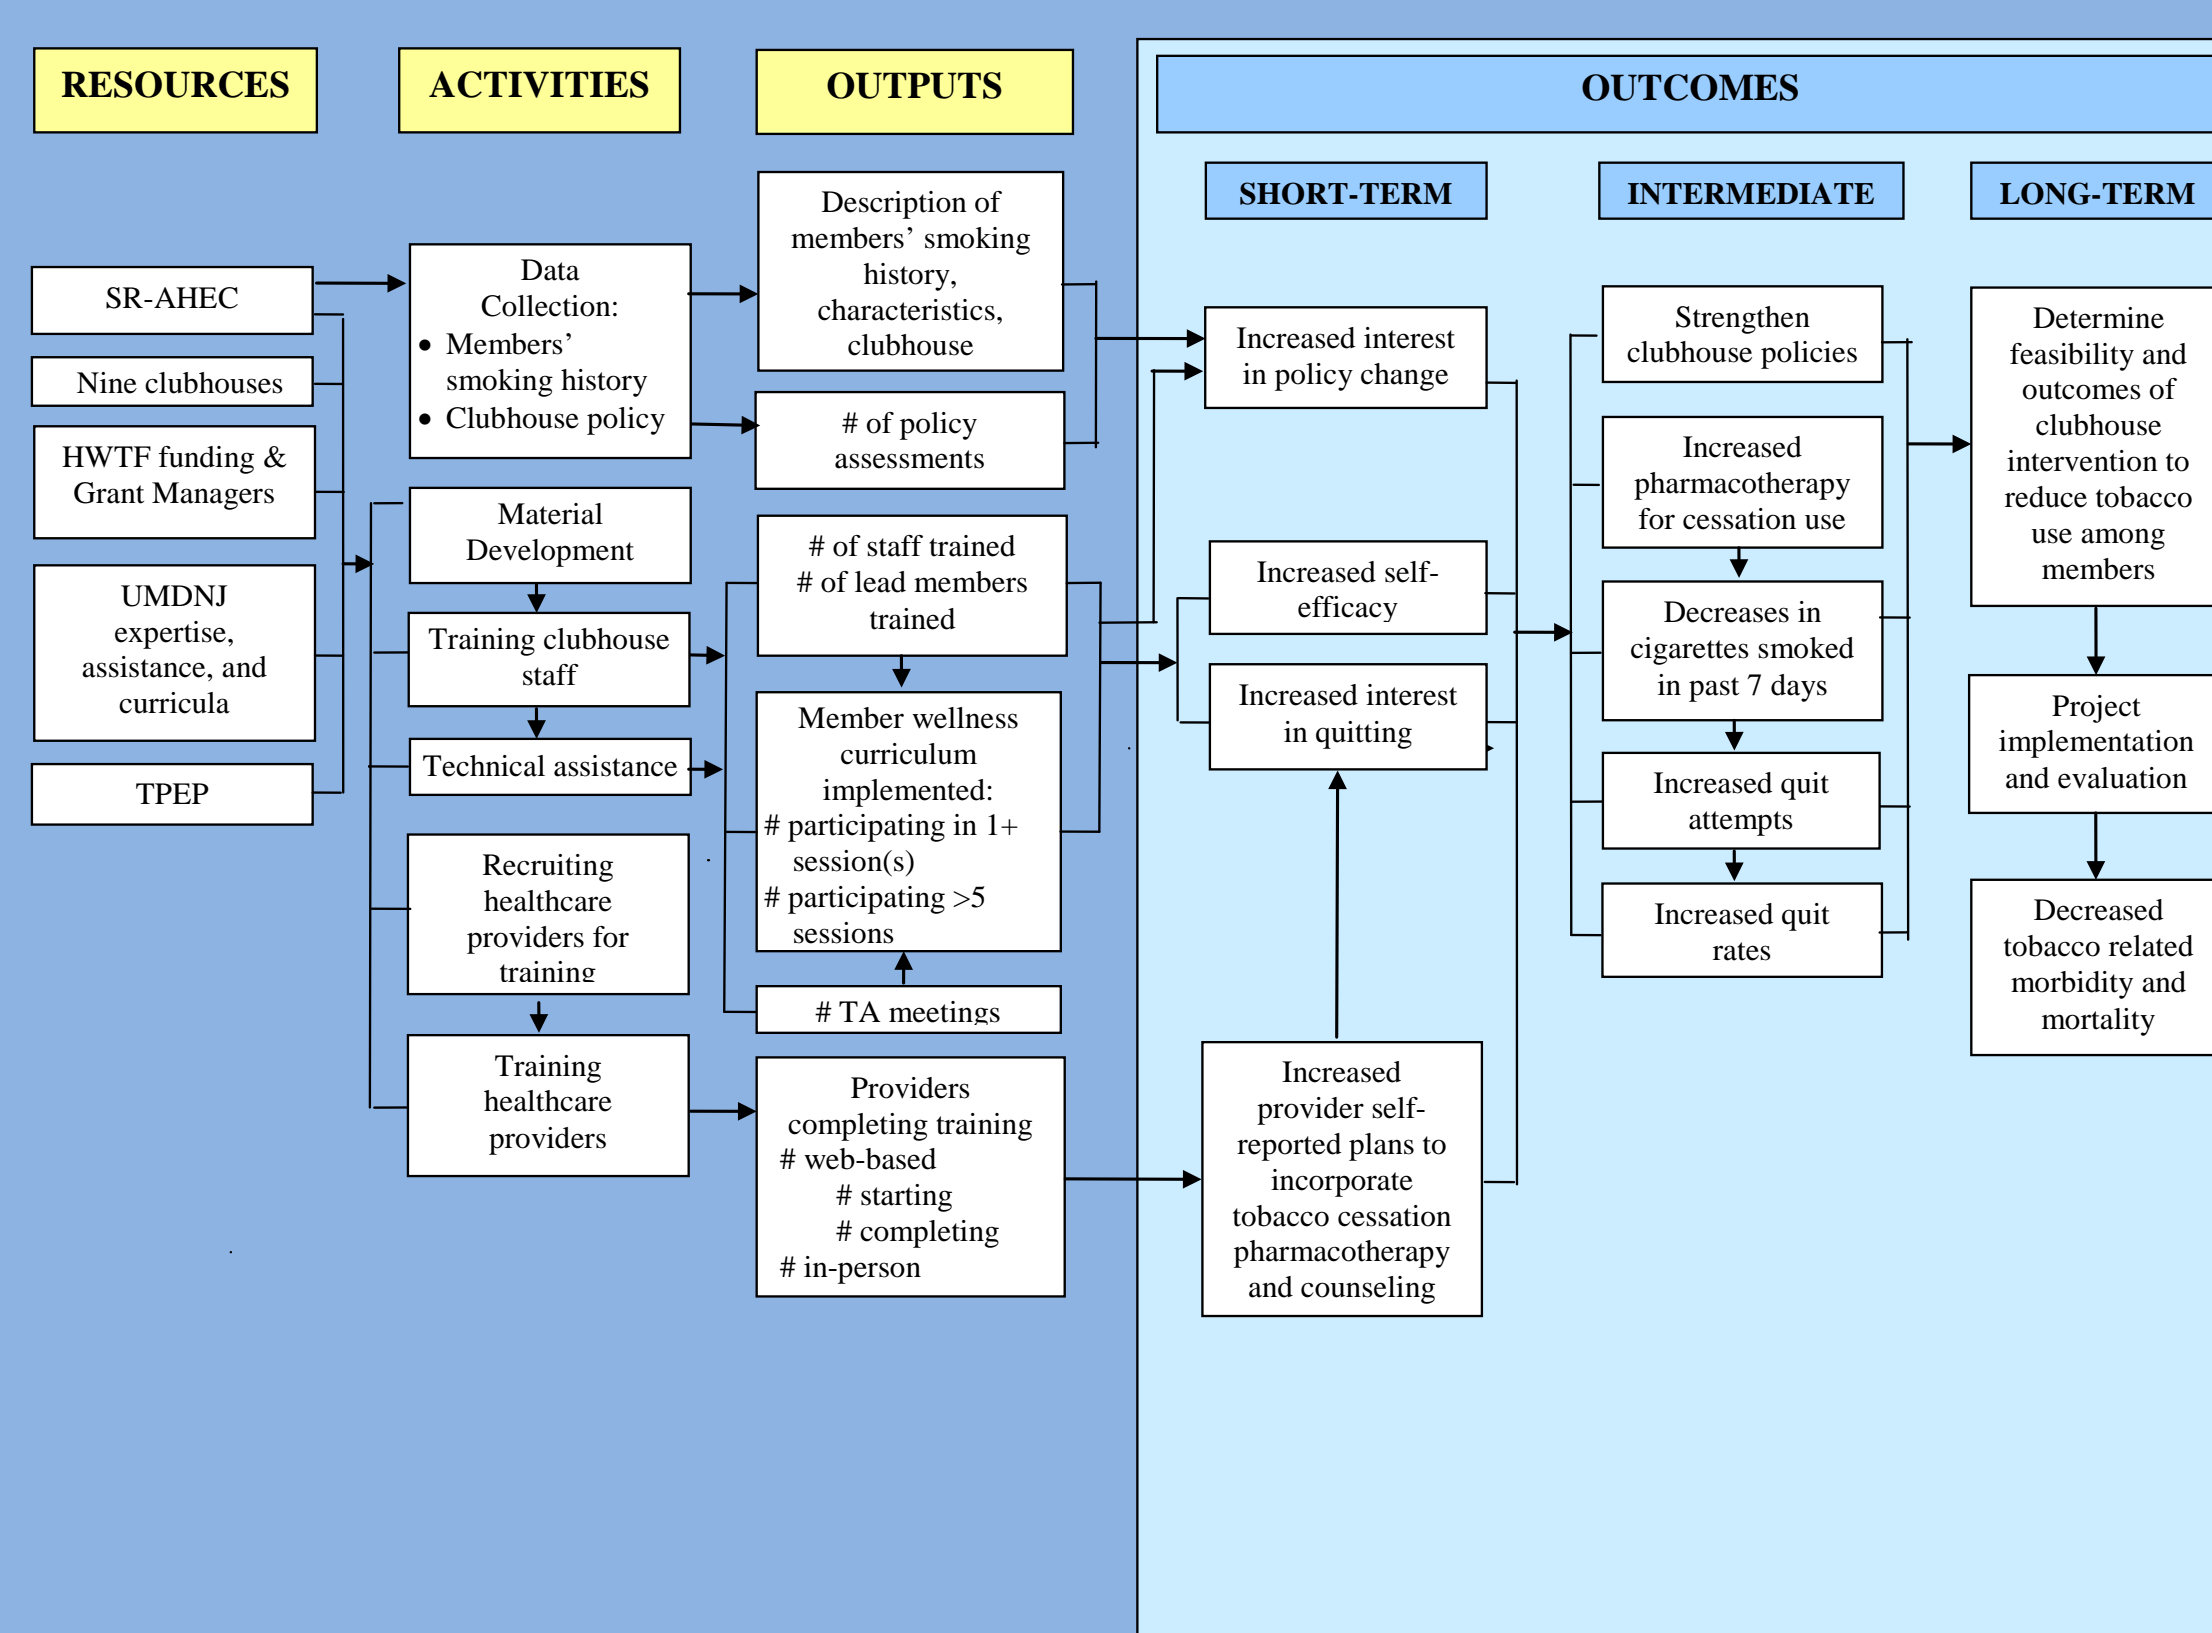 RESOURCES
ACTIVITIES
OUTPUTS
OUTCOMES
SHORT-TERM
INTERMEDIATE
LONG-TERM
SR-AHEC
Nine clubhouses
HWTF funding &
Grant Managers
UMDNJ
expertise,
assistance, and
curricula
TPEP
Data
Collection:
• Members’
smoking history
• Clubhouse policy
Material
Development
Training clubhouse
staff
Technical assistance
Recruiting
healthcare
providers for
training
Training
healthcare
providers
Description of
members’ smoking
history,
characteristics,
clubhouse
# of policy
assessments
# of staff trained
# of lead members
trained
Member wellness
curriculum
implemented:
# participating in 1+
session(s)
# participating >5
sessions
# TA meetings
Providers
completing training
# web-based
# starting
# completing
# in-person
Increased interest
in policy change
Increased self-
efficacy
Increased interest
in quitting
Increased
provider self-
reported plans to
incorporate
tobacco cessation
pharmacotherapy
and counseling
Strengthen
clubhouse policies
Increased
pharmacotherapy
for cessation use
Decreases in
cigarettes smoked
in past 7 days
Increased quit
attempts
Increased quit
rates
Determine
feasibility and
outcomes of
clubhouse
intervention to
reduce tobacco
use among
members
Project
implementation
and evaluation
Decreased
tobacco related
morbidity and
mortality